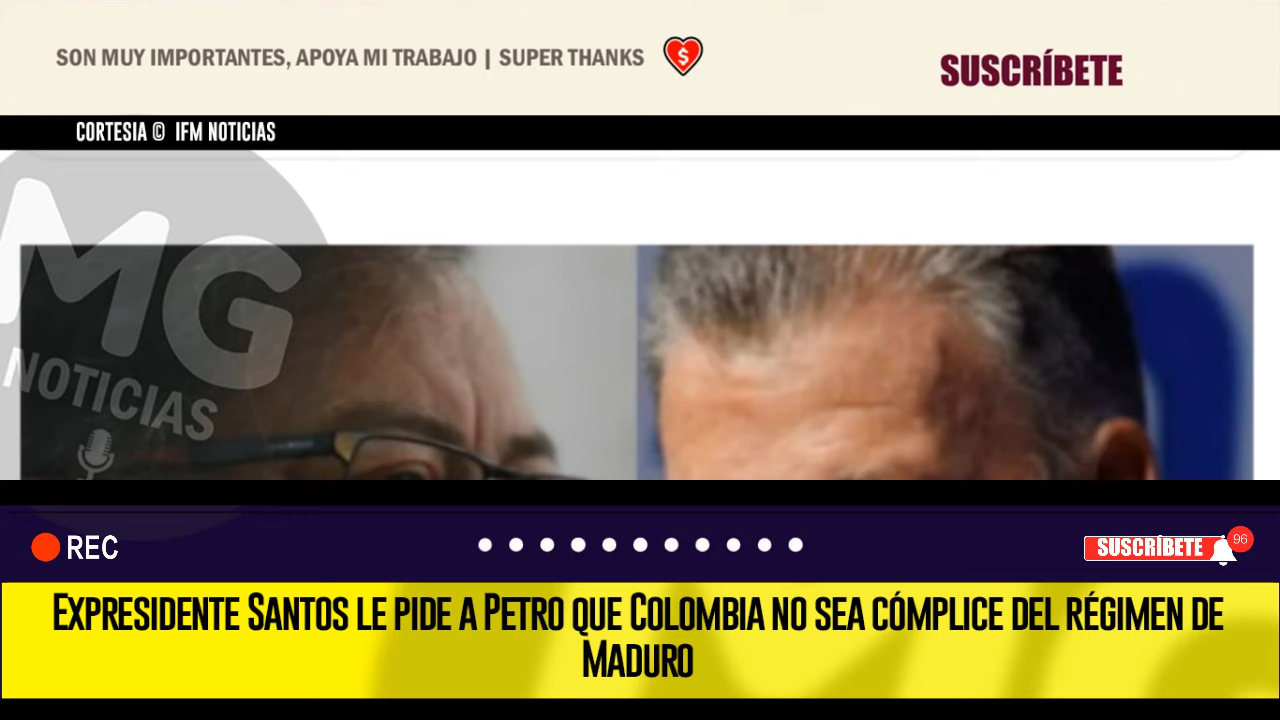 SON MUY IMPORTANTES, APOYA MI TRABAJO | SUPER THANKS
$
SUSCRÍBETE
CORTESIA © IFM NOTICIAS
MG
NOTICIAS
REC
SUSCRÍBETE
96
EXPRESIDENTE SANTOS LE PIDE A PETRO QUE COLOMBIA NO SEA CÓMPLICE DEL RÉGIMEN DE
MADURO